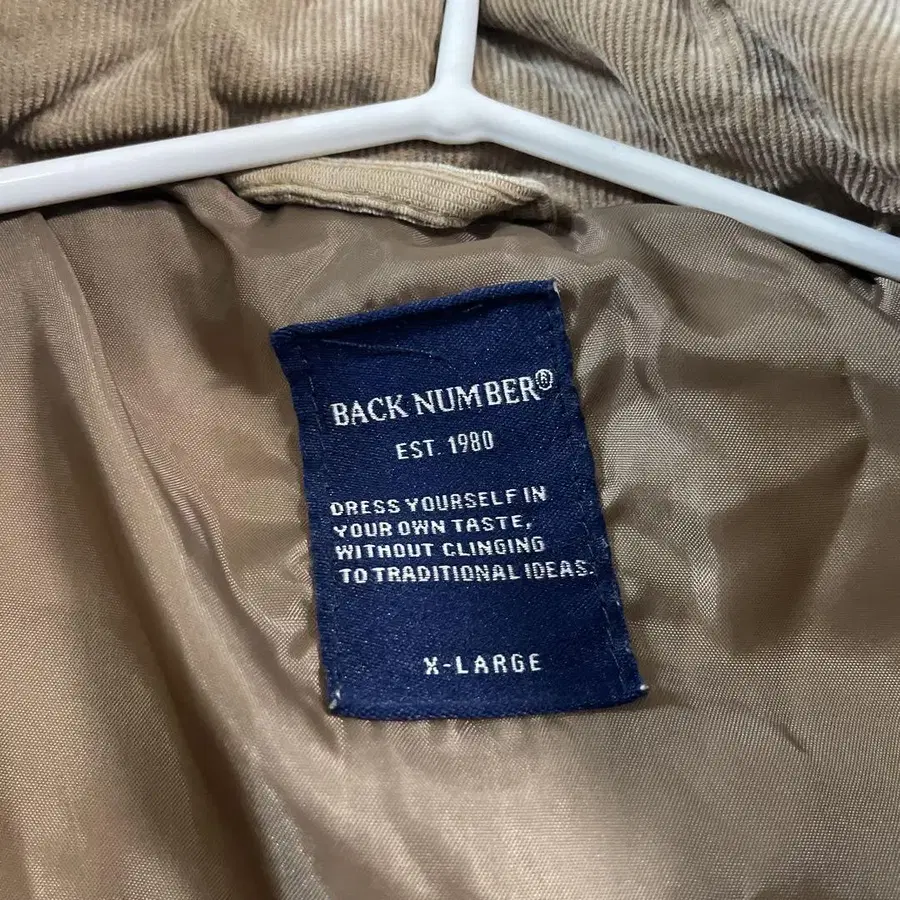 BACK NUMBER®
EST. 1980
DRESS YOURSELF IN
YOUR OWN TASTE,
WITHOUT CLINGING
TO TRADITIONAL IDEAS.
X-LARGE